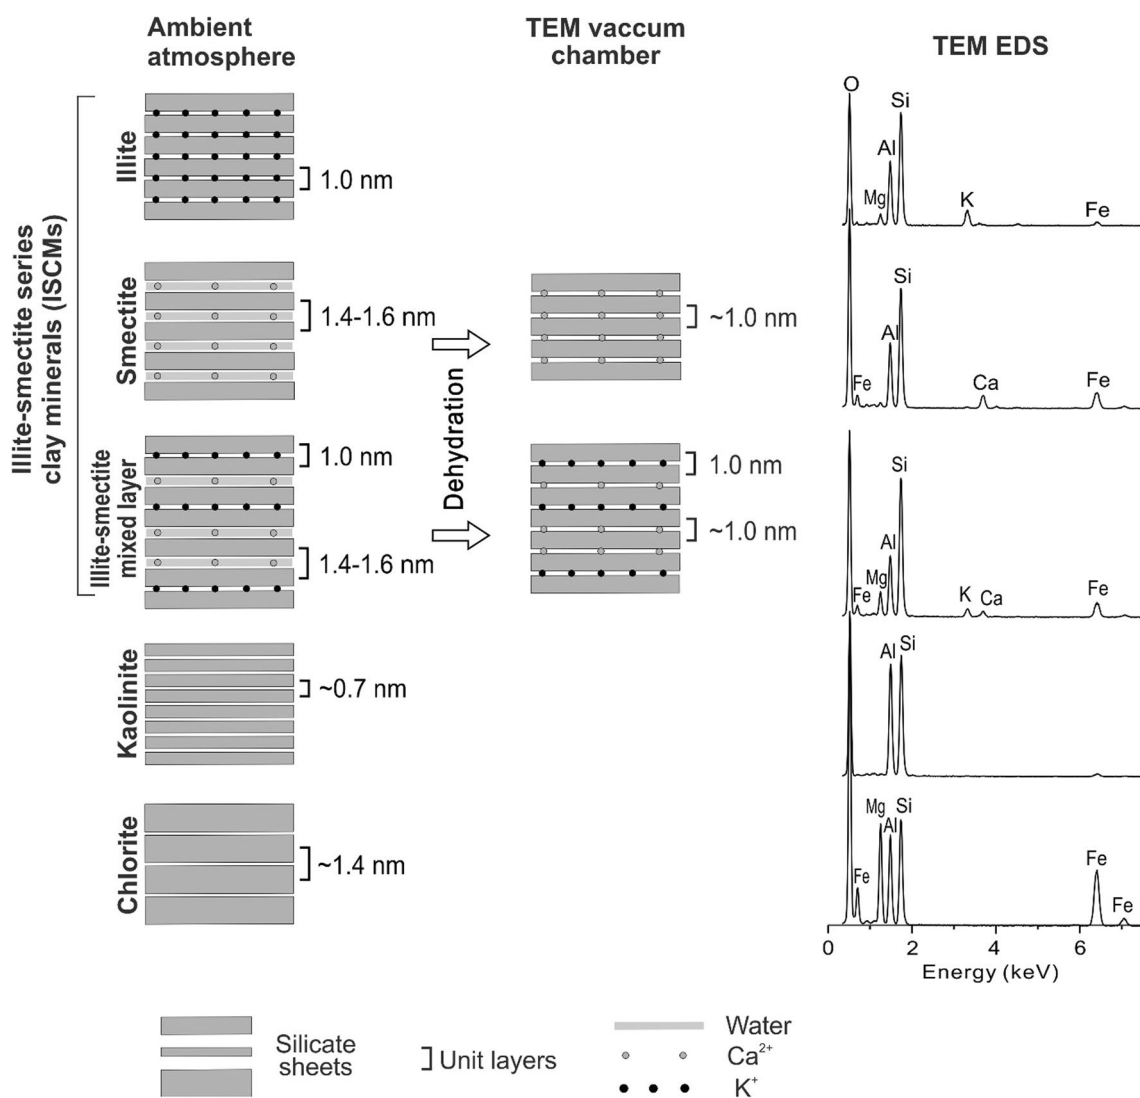 Ambient
atmosphere
TEM vaccum
chamber
TEM EDS
Illite-smectite series
clay minerals (ISCMs)
Illite
1.0 nm
O
Si
Al
Mg
K
Fe
Smectite
1.4-1.6 nm
Dehydration
~1.0 nm
Si
Al
Fe
Ca
Fe
Illite-smectite
mixed layer
1.0 nm
1.4-1.6 nm
1.0 nm
~1.0 nm
Si
Al
Mg
Fe
K
Ca
Fe
Kaolinite
~0.7 nm
Al
Si
Chlorite
~1.4 nm
Mg
Si
Al
Fe
Fe
Fe
0 2 4 6
Energy (keV)
Silicate
sheets
Unit layers
Water
Ca²⁺
K⁺